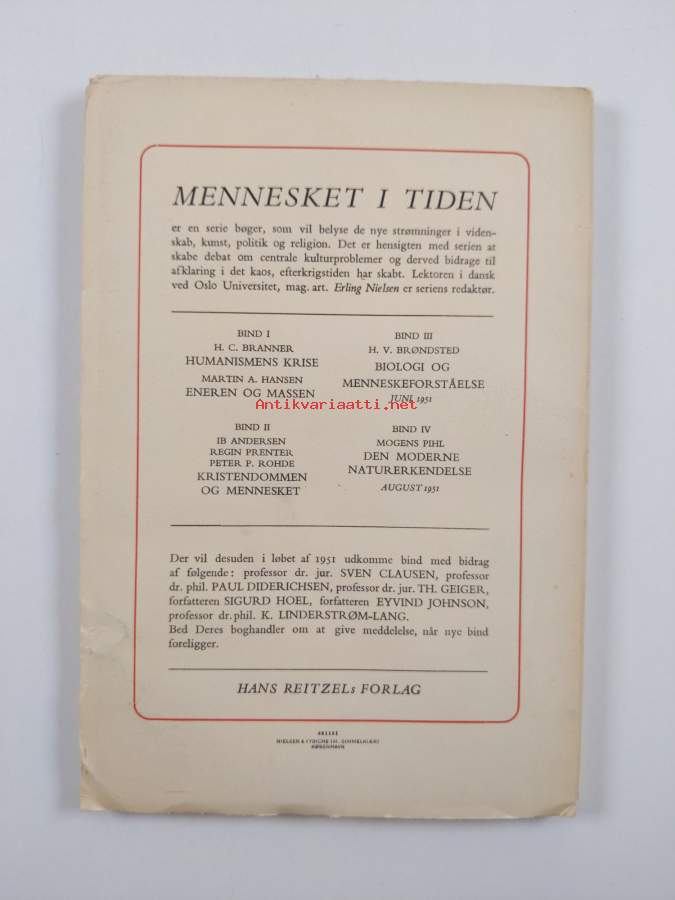 MENNESKET I TIDEN
er en serie bøger, som vil belyse de nye strømninger i viden-
skab, kunst, politik og religion. Det er hensigten med serien at
skabe debat om centrale kulturproblemer og derved bidrage til
afklaring i det kaos, efterkrigstiden har skabt. Lektoren i dansk
ved Oslo Universitet, mag. art. Erling Nielsen er seriens redaktør.
BIND I
H. C. BRANNER
HUMANISMENS KRISE
MARTIN A. HANSEN
ENEREN OG MASSEN
BIND III
H. V. BRØNDSTED
BIOLOGI OG
MENNESKEFORSTÅELSE
JUNI 1951
Antikvariaatti.net
BIND II
IB ANDERSEN
REGIN PRENTER
PETER P. ROHDE
KRISTENDOMMEN
OG MENNESKET
BIND IV
MOGENS PIHL
DEN MODERNE
NATURERKENDELSE
AUGUST 1951
Der vil desuden i løbet af 1951 udkomme bind med bidrag
af følgende: professor dr. jur. SVEN CLAUSEN, professor
dr. phil. PAUL DIDERICHSEN, professor dr. jur. TH. GEIGER,
forfatteren SIGURD HOEL, forfatteren EYVIND JOHNSON,
professor dr. phil. K. LINDERSTRØM-LANG.
Bed Deres boghandler om at give meddelelse, når nye bind
foreligger.
HANS REITZELs FORLAG
NIELSEN & LYDICHE
KØBENHAVN